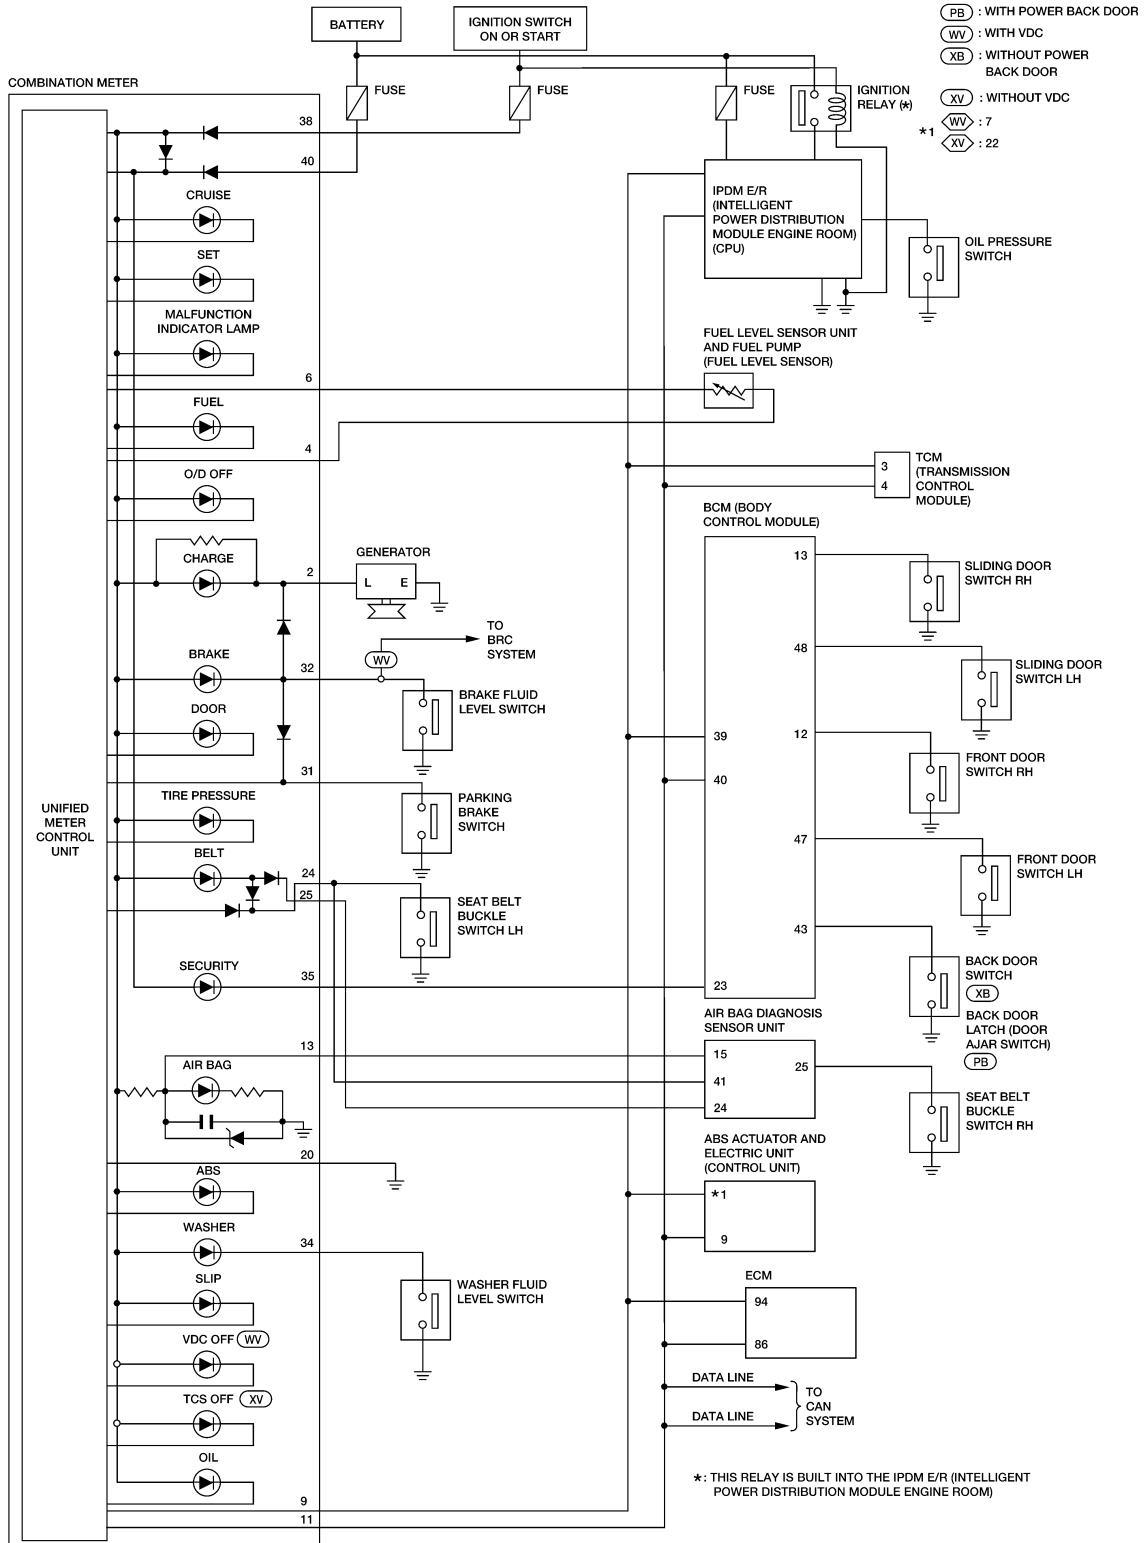 BATTERY
IGNITION SWITCH
ON OR START
PB : WITH POWER BACK DOOR
WV : WITH VDC
XB : WITHOUT POWER
BACK DOOR
XV : WITHOUT VDC
*1 WV : 7
XV : 22
COMBINATION METER
FUSE
FUSE
FUSE
IGNITION
RELAY (*)
38
40
CRUISE
SET
MALFUNCTION
INDICATOR LAMP
6
FUEL
4
O/D OFF
CHARGE
2
BRAKE
32
DOOR
31
TIRE PRESSURE
BELT
24
25
SECURITY
35
13
AIR BAG
20
ABS
WASHER
34
SLIP
VDC OFF WV
TCS OFF XV
OIL
9
11
UNIFIED
METER
CONTROL
UNIT
GENERATOR
L E
TO
BRC
SYSTEM
WV
BRAKE FLUID
LEVEL SWITCH
PARKING
BRAKE
SWITCH
SEAT BELT
BUCKLE
SWITCH LH
WASHER FLUID
LEVEL SWITCH
IPDM E/R
(INTELLIGENT
POWER DISTRIBUTION
MODULE ENGINE ROOM)
(CPU)
OIL PRESSURE
SWITCH
FUEL LEVEL SENSOR UNIT
AND FUEL PUMP
(FUEL LEVEL SENSOR)
3
4
TCM
(TRANSMISSION
CONTROL
MODULE)
BCM (BODY
CONTROL MODULE)
13
48
39
12
40
47
43
23
SLIDING DOOR
SWITCH RH
SLIDING DOOR
SWITCH LH
FRONT DOOR
SWITCH RH
FRONT DOOR
SWITCH LH
BACK DOOR
SWITCH
XB
BACK DOOR
LATCH (DOOR
AJAR SWITCH)
PB
AIR BAG DIAGNOSIS
SENSOR UNIT
15
41
24
25
SEAT BELT
BUCKLE
SWITCH RH
ABS ACTUATOR AND
ELECTRIC UNIT
(CONTROL UNIT)
*1
9
ECM
94
86
DATA LINE
DATA LINE
TO
CAN
SYSTEM
*: THIS RELAY IS BUILT INTO THE IPDM E/R (INTELLIGENT
POWER DISTRIBUTION MODULE ENGINE ROOM)